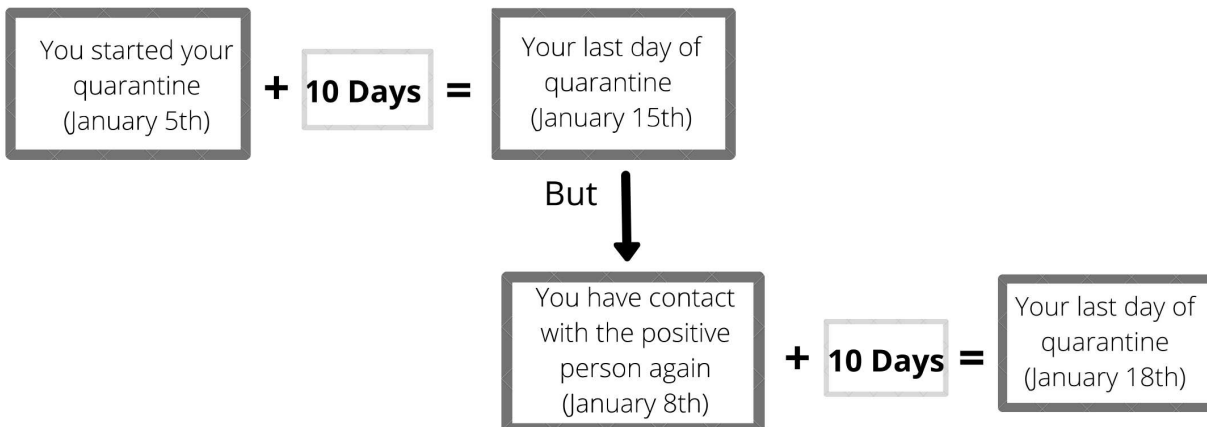 You started your
quarantine
(January 5th)
+
10 Days
=
Your last day of
quarantine
(January 15th)
But
You have contact
with the positive
person again
(January 8th)
+
10 Days
=
Your last day of
quarantine
(January 18th)